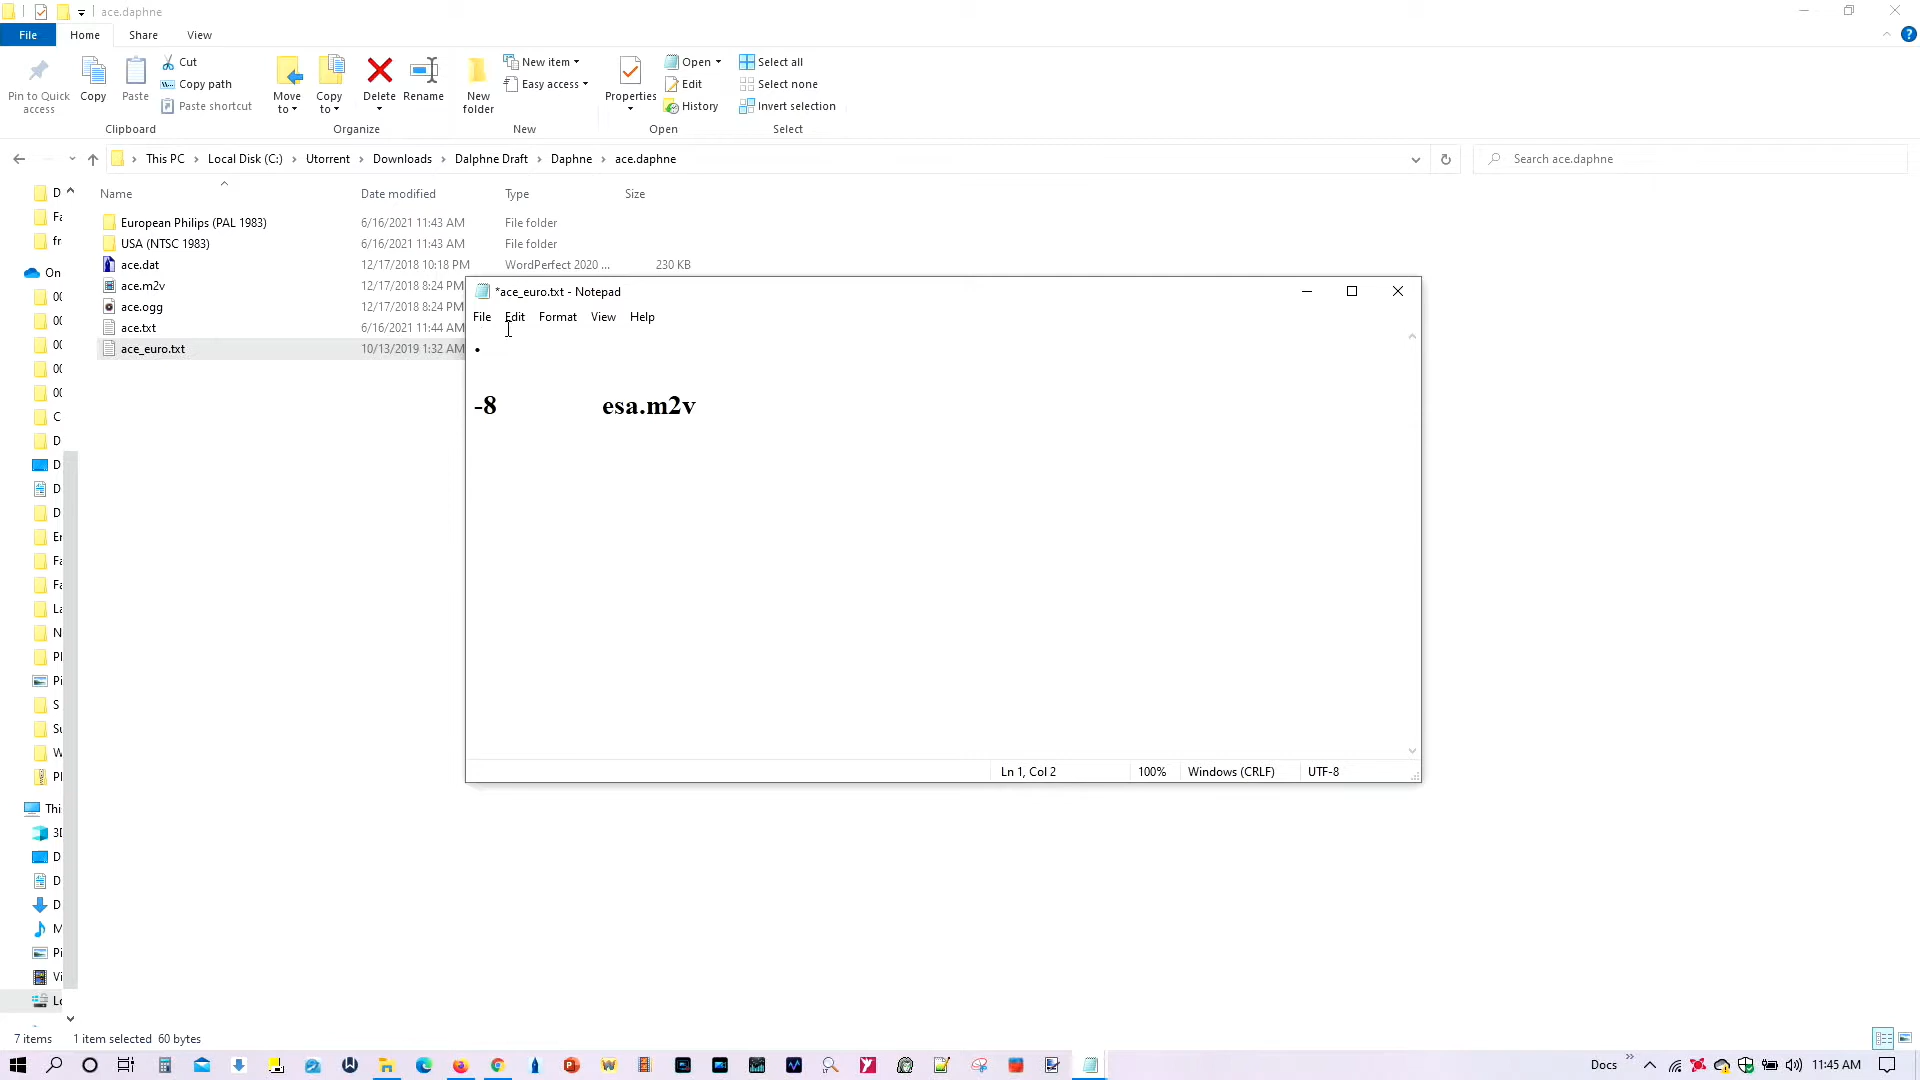 ace.daphne
File Home Share View
Pin to Quick access
Copy
Paste
Cut
Copy path
Paste shortcut
Clipboard
Move to
Copy to
Delete
Rename
Organize
New folder
New item
Easy access
New
Properties
Open
Edit
History
Open
Select all
Select none
Invert selection
Select
This PC Local Disk (C:) Utorrent Downloads Dalphne Draft Daphne ace.daphne
Search ace.daphne
Name Date modified Type Size
European Philips (PAL 1983) 6/16/2021 11:43 AM File folder
USA (NTSC 1983) 6/16/2021 11:43 AM File folder
ace.dat 12/17/2018 10:18 PM WordPerfect 2020 ... 230 KB
ace.m2v 12/17/2018 8:24 PM
ace.ogg 12/17/2018 8:24 PM
ace.txt 6/16/2021 11:44 AM
ace_euro.txt 10/13/2019 1:32 AM
*ace_euro.txt - Notepad
File Edit Format View Help
.
-8 esa.m2v
Ln 1, Col 2 100% Windows (CRLF) UTF-8
7 items 1 item selected 60 bytes
Docs 11:45 AM